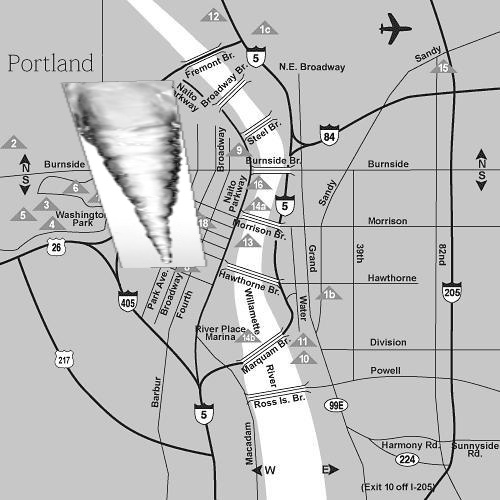 12
1c
5
Fremont Br.
N.E. Broadway
Sandy
15
Portland
Naito
Parkway
Broadway Br.
Steel Br.
84
2
N
S
Burnside
Broadway
9
Burnside Br.
Burnside
N
S
6
Naito
Parkway
16
Sandy
5
3
4
Washington
Park
18
14a
5
Morrison Br.
Morrison
26
13
Grand
39th
82nd
Hawthorne Br.
Hawthorne
405
Park Ave.
Broadway
Fourth
Willamette
Water
1b
205
River Place
Marina
14b
Marquam Br.
11
10
Division
217
River
Powell
Barbur
5
Ross Is. Br.
99E
Macadam
Harmony Rd.
Sunnyside
Rd.
224
W
E
(Exit 10 off I-205)